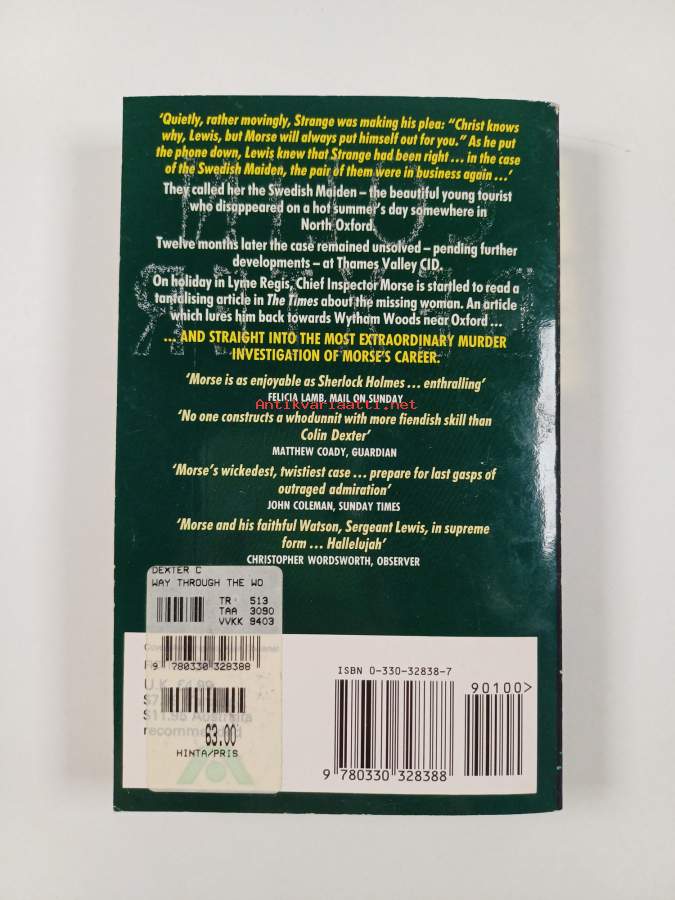 ‘Quietly, rather movingly, Strange was making his plea: “Christ knows
why, Lewis, but Morse will always put himself out for you.” As he put
the phone down, Lewis knew that Strange had been right ... in the case
of the Swedish Maiden, the pair of them were in business again ...’
They called her the Swedish Maiden – the beautiful young tourist
who disappeared on a hot summer’s day somewhere in
North Oxford.
Twelve months later the case remained unsolved – pending further
developments – at Thames Valley CID.
On holiday in Lyme Regis, Chief Inspector Morse is startled to read a
tantalising article in The Times about the missing woman. An article
which lures him back towards Wytham Woods near Oxford ...
... AND STRAIGHT INTO THE MOST EXTRAORDINARY MURDER
INVESTIGATION OF MORSE’S CAREER.
‘Morse is as enjoyable as Sherlock Holmes ... enthralling’
FELICIA LAMB, MAIL ON SUNDAY
Antikvariaatti.net
‘No one constructs a whodunnit with more fiendish skill than
Colin Dexter’
MATTHEW COADY, GUARDIAN
‘Morse’s wickedest, twistiest case ... prepare for last gasps of
outraged admiration’
JOHN COLEMAN, SUNDAY TIMES
‘Morse and his faithful Watson, Sergeant Lewis, in supreme
form ... Hallelujah’
CHRISTOPHER WORDSWORTH, OBSERVER
DEXTER C
WAY THROUGH THE WO
TR 513
TAA 3090
VVKK 9403
9 780330 328388
U.K. £4.99
$11.95 Australia
recommended
63.00
HINTA/PRIS
ISBN 0-330-32838-7
90100>
9 780330 328388